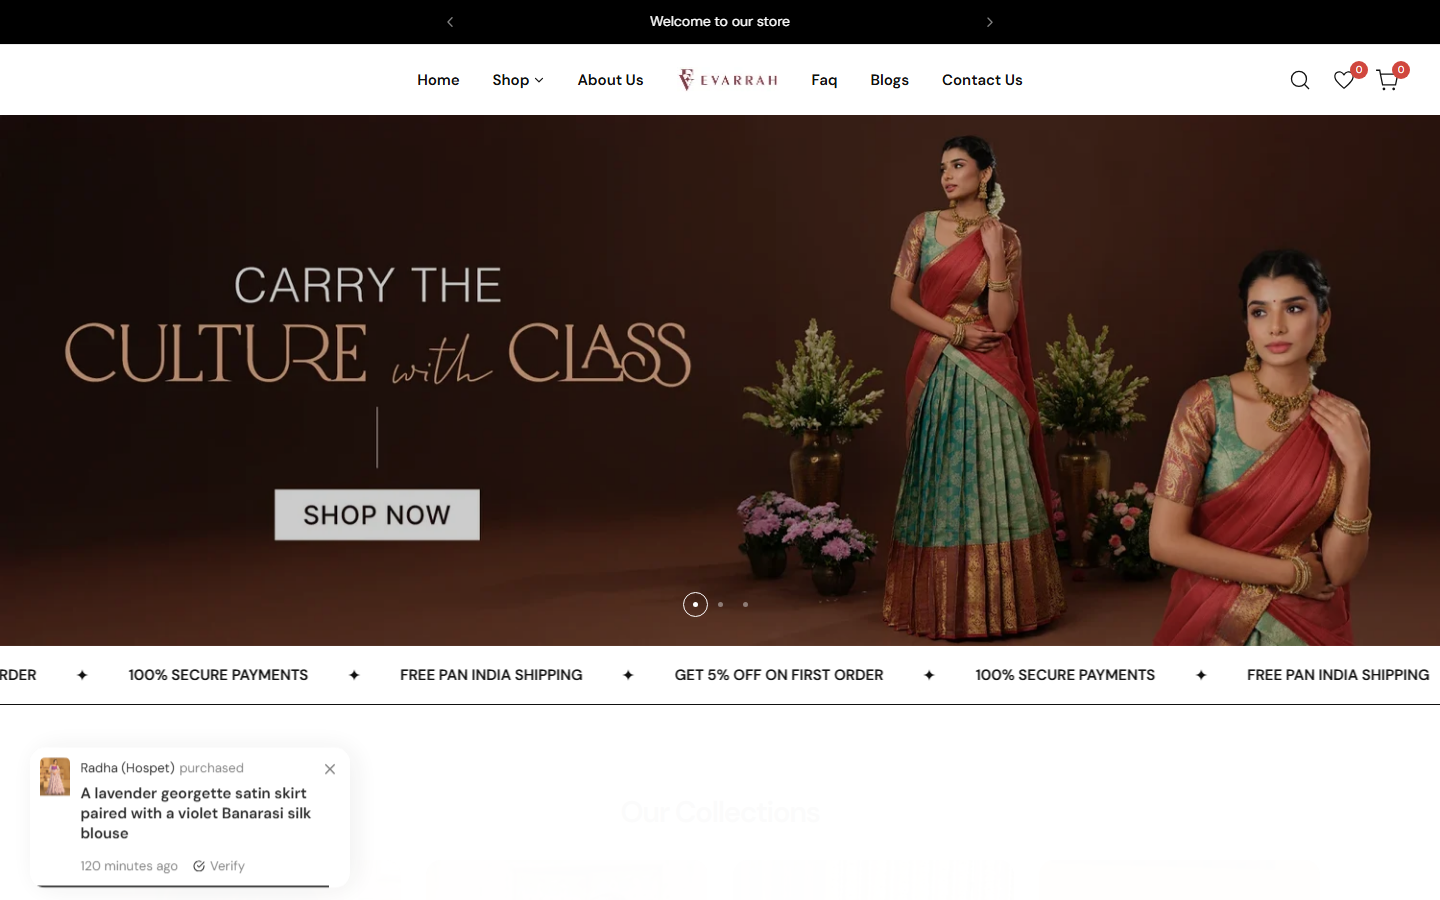 Welcome to our store
Home
Shop
About Us
EVARRAH
Faq
Blogs
Contact Us
0
0
CARRY THE
CULTURE with CLASS
SHOP NOW
RDER ✦ 100% SECURE PAYMENTS ✦ FREE PAN INDIA SHIPPING ✦ GET 5% OFF ON FIRST ORDER ✦ 100% SECURE PAYMENTS ✦ FREE PAN INDIA SHIPPING
Our Collections
Radha (Hospet) purchased
A lavender georgette satin skirt
paired with a violet Banarasi silk
blouse
120 minutes ago
Verify